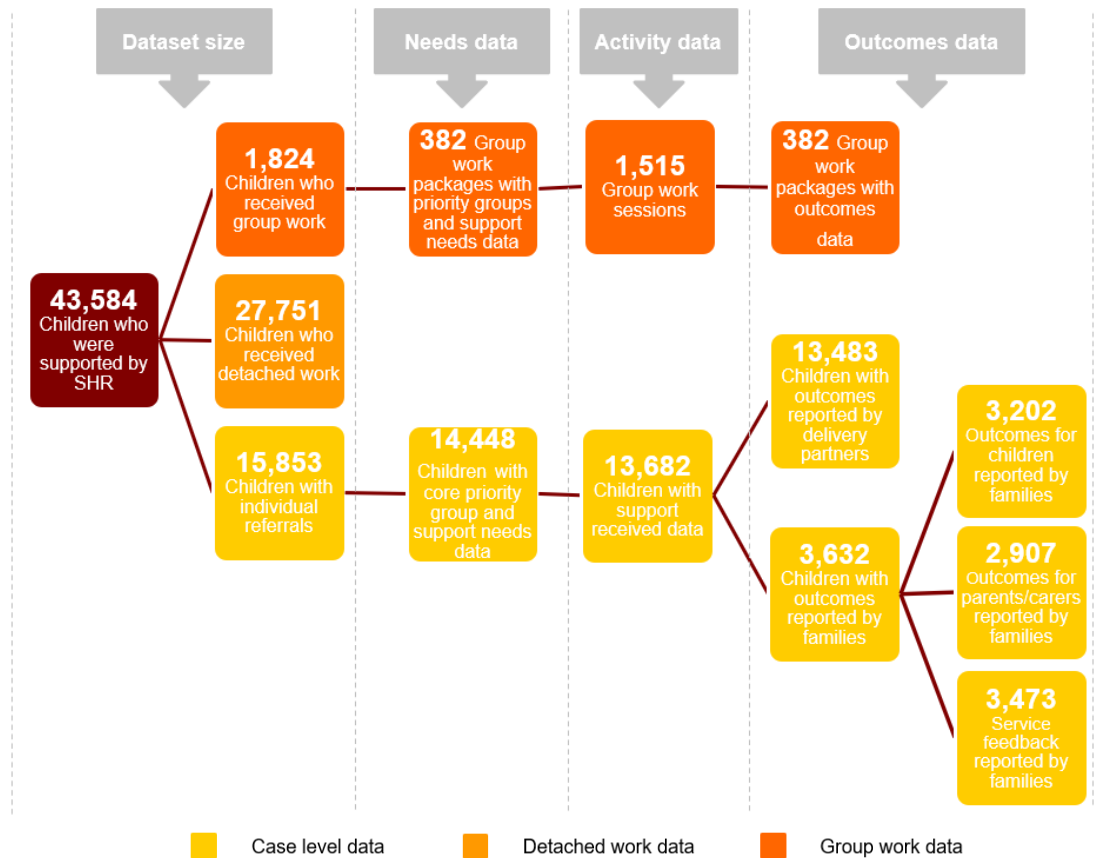 Dataset size
Needs data
Activity data
Outcomes data
1,824
Children who
received
group work
382 Group
work
packages with
priority groups
and support
needs data
1,515
Group work
sessions
382 Group
work
packages with
outcomes
data
43,584
Children who
were
supported by
SHR
27,751
Children who
received
detached work
15,853
Children with
individual
referrals
14,448
Children with
core priority
group and
support needs
data
13,682
Children with
support
received data
13,483
Children with
outcomes
reported by
delivery
partners
3,632
Children with
outcomes
reported by
families
3,202
Outcomes for
children
reported by
families
2,907
Outcomes for
parents/carers
reported by
families
3,473
Service
feedback
reported by
families
Case level data
Detached work data
Group work data